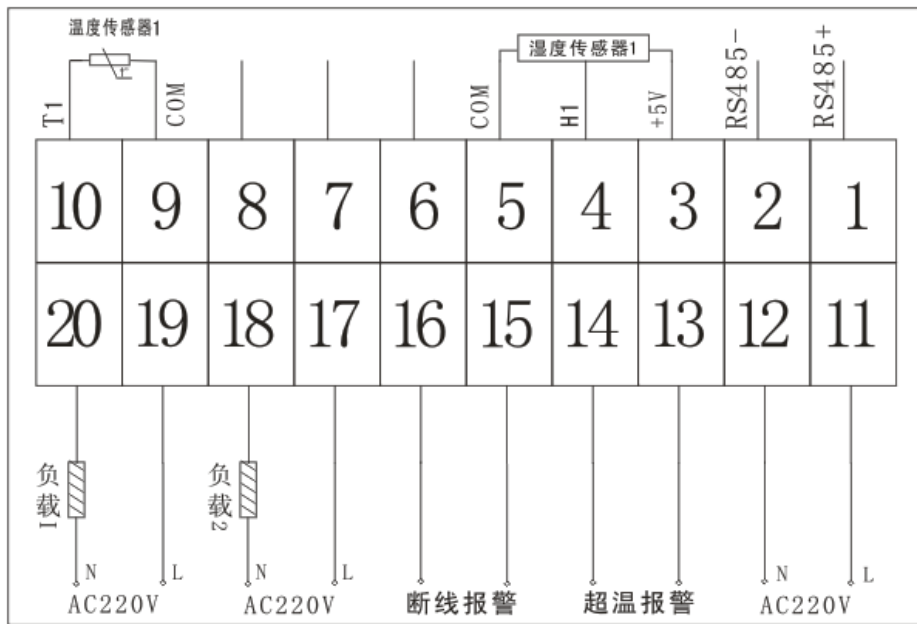 温度传感器1
t°
T1
COM
COM
湿度传感器1
H1
+5V
RS485-
RS485+
10 9 8 7 6 5 4 3 2 1
20 19 18 17 16 15 14 13 12 11
负载1
负载2
N L N L N L
AC220V AC220V 断线报警 超温报警 AC220V